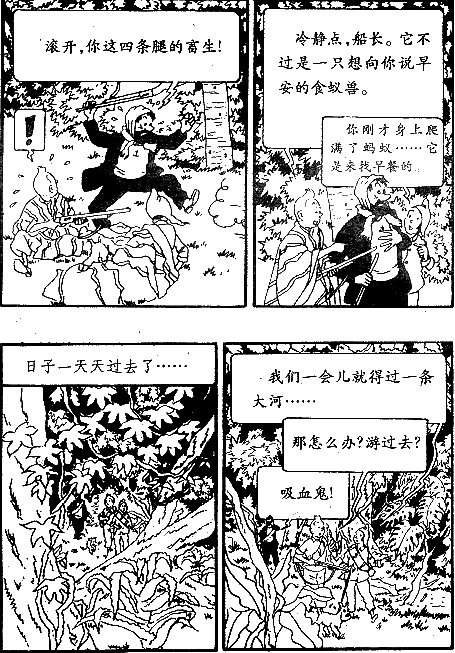 滚开,你这四条腿的畜生!
!
冷静点,船长。它不
过是一只想向你说早
安的食蚁兽。
你刚才身上爬
满了蚂蚁……它
是来找早餐的。
日子一天天过去了……
我们一会儿就得过一条
大河……
那怎么办?游过去?
吸血鬼!